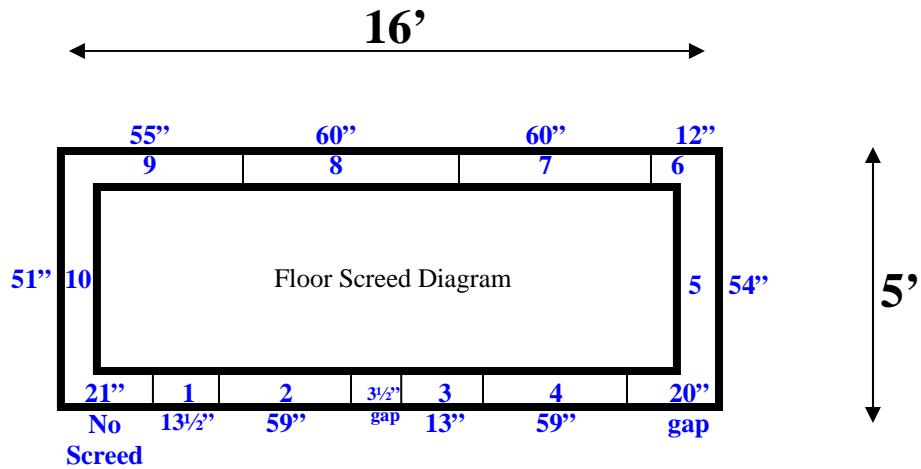 16’
55” 60” 60” 12”
9 8 7 6
51” 10 Floor Screed Diagram 5 54” 5’
21” 1 2 3½” 3 4 20”
No 13½” 59” gap 13” 59” gap
Screed